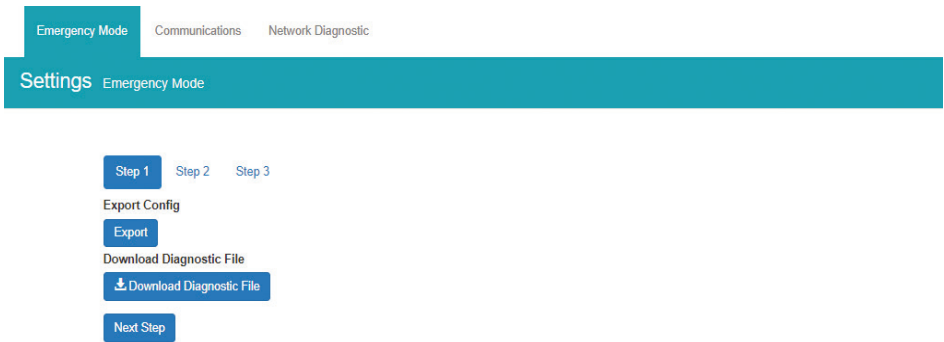 Emergency Mode Communications Network Diagnostic
Settings Emergency Mode
Step 1 Step 2 Step 3
Export Config
Export
Download Diagnostic File
Download Diagnostic File
Next Step